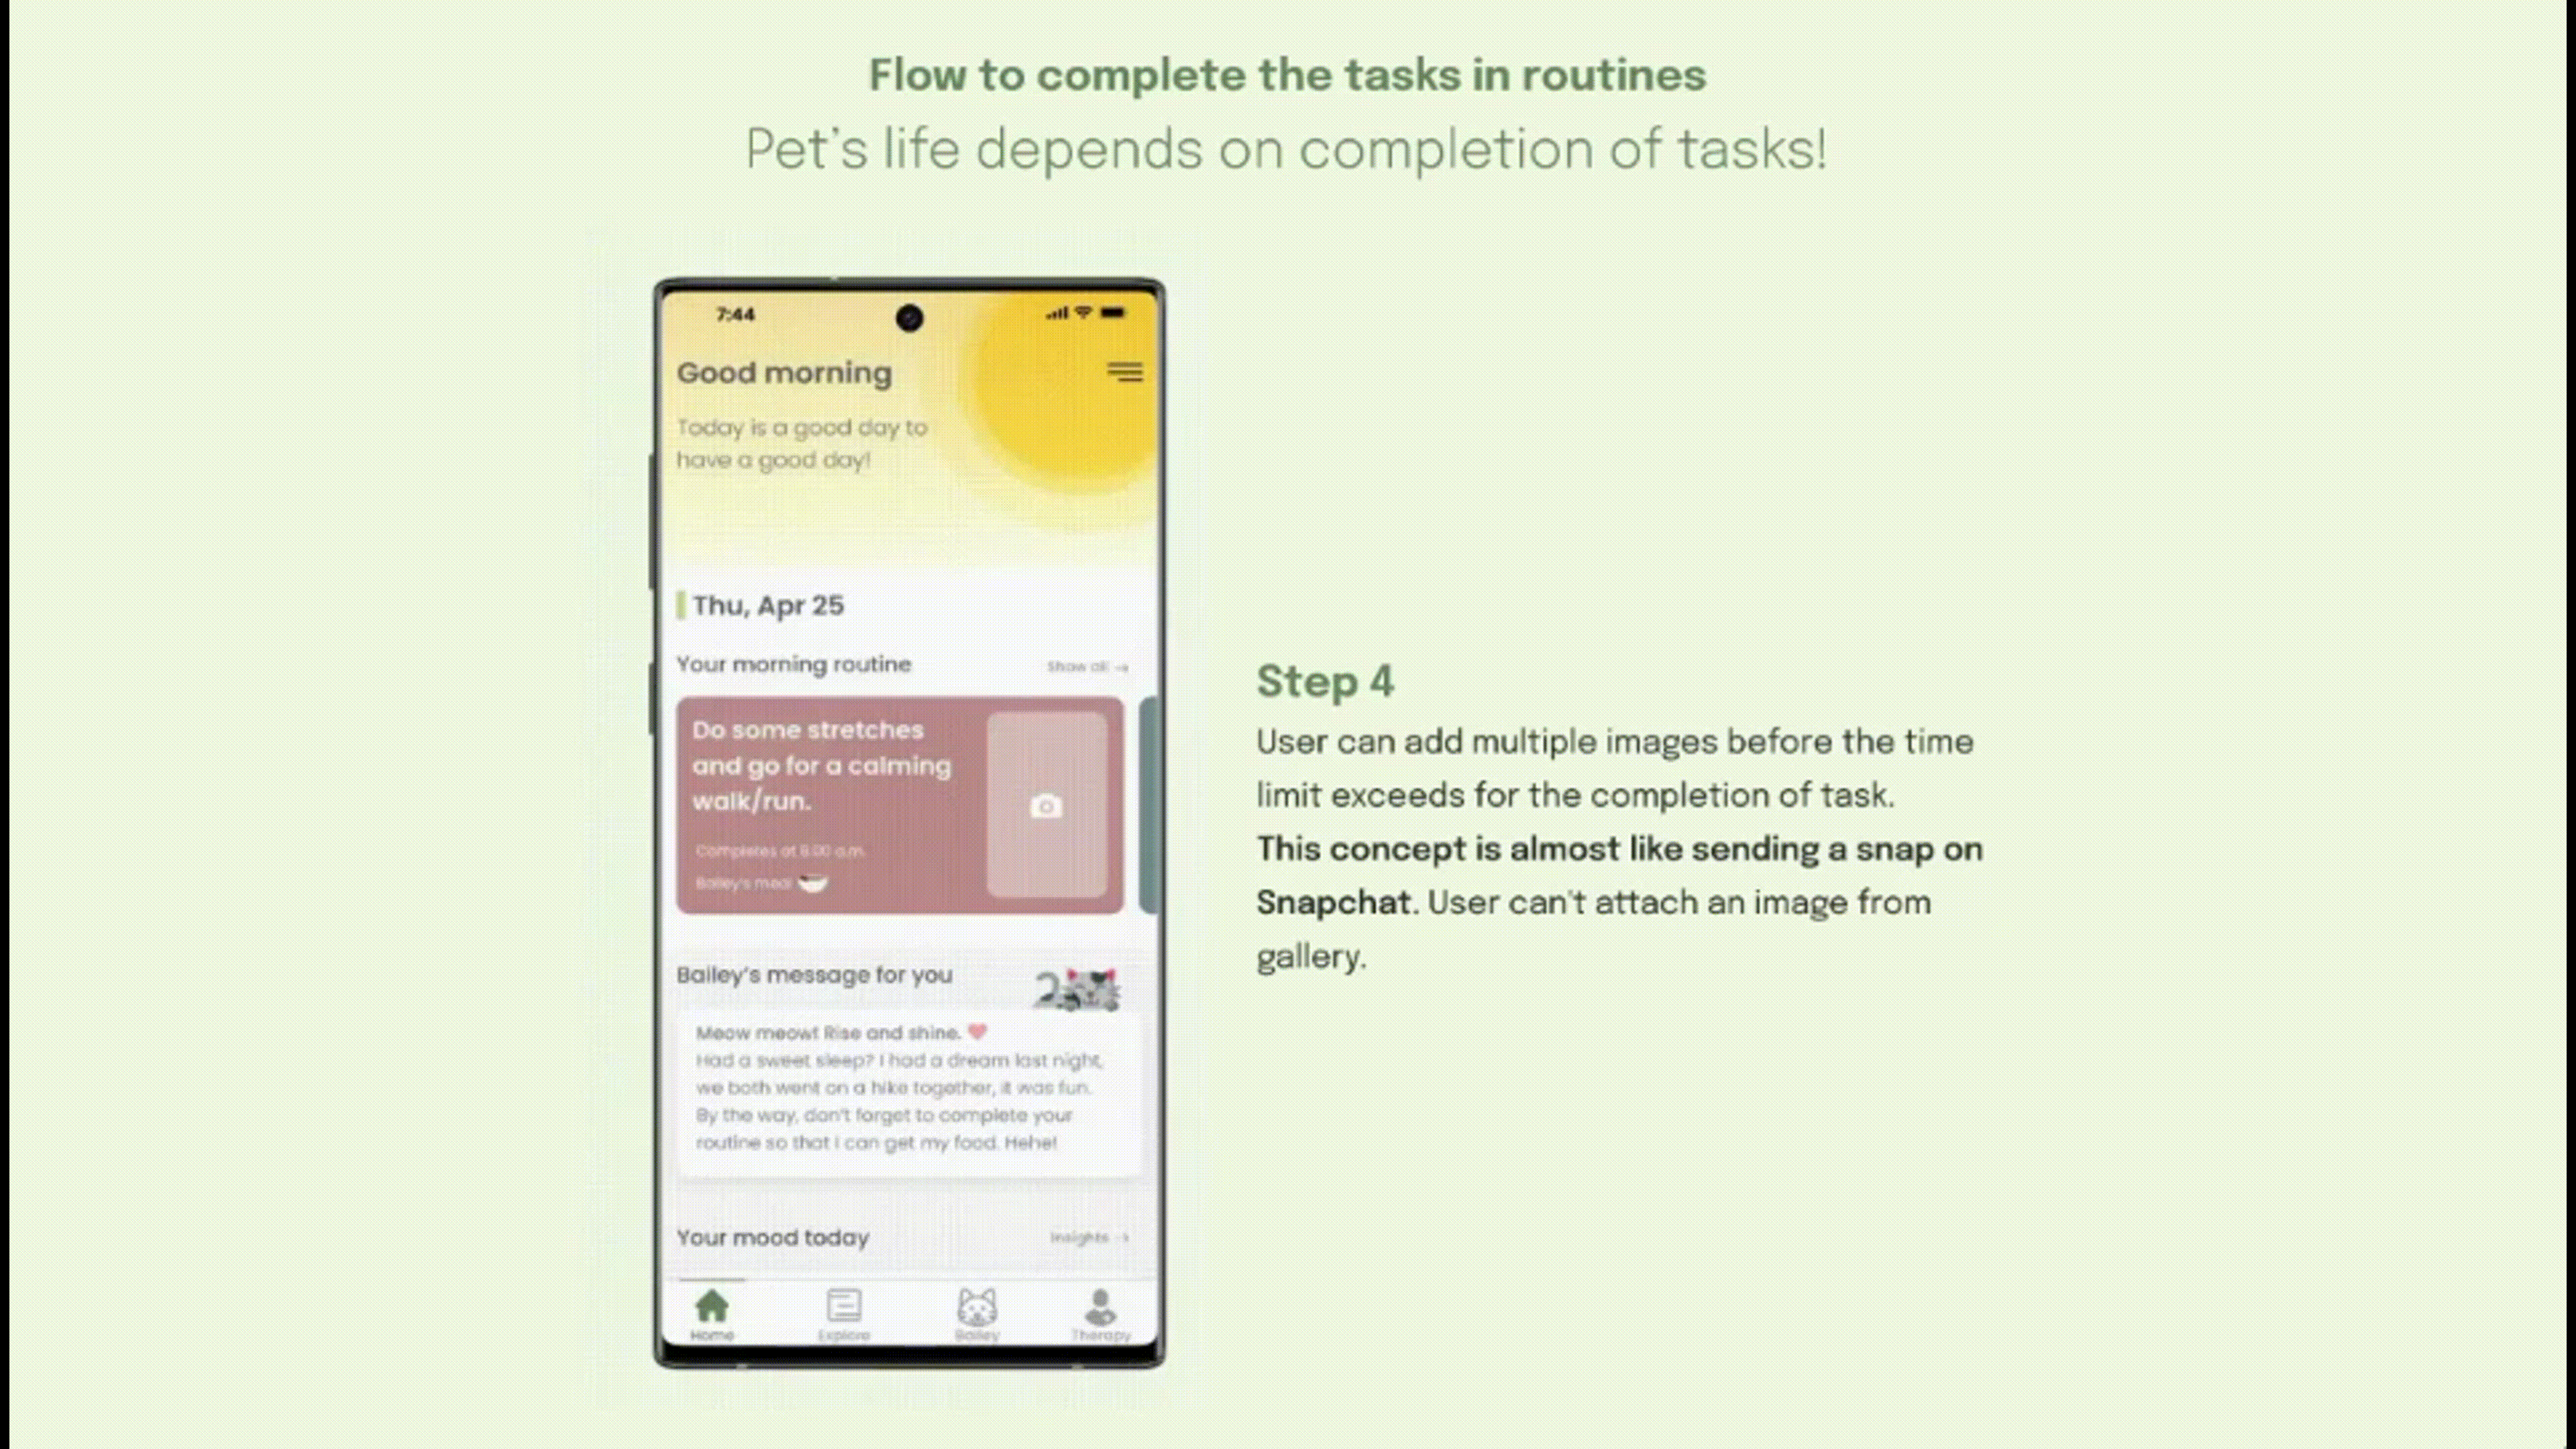 Flow to complete the tasks in routines
Pet's life depends on completion of tasks!
7:44
Good morning
Today is a good day to
have a good day!
Thu, Apr 25
Your morning routine
Show all →
Do some stretches
and go for a calming
walk/run.
Completes at 8:00 a.m.
Bailey's meal
Bailey's message for you
Meow meow! Rise and shine. ❤
Had a sweet sleep? I had a dream last night,
we both went on a hike together, it was fun.
By the way, don't forget to complete your
routine so that i can get my food. Hehe!
Your mood today
Insights →
Home
Explore
Bailey
Therapy
Step 4
User can add multiple images before the time
limit exceeds for the completion of task.
This concept is almost like sending a snap on
Snapchat. User can't attach an image from
gallery.